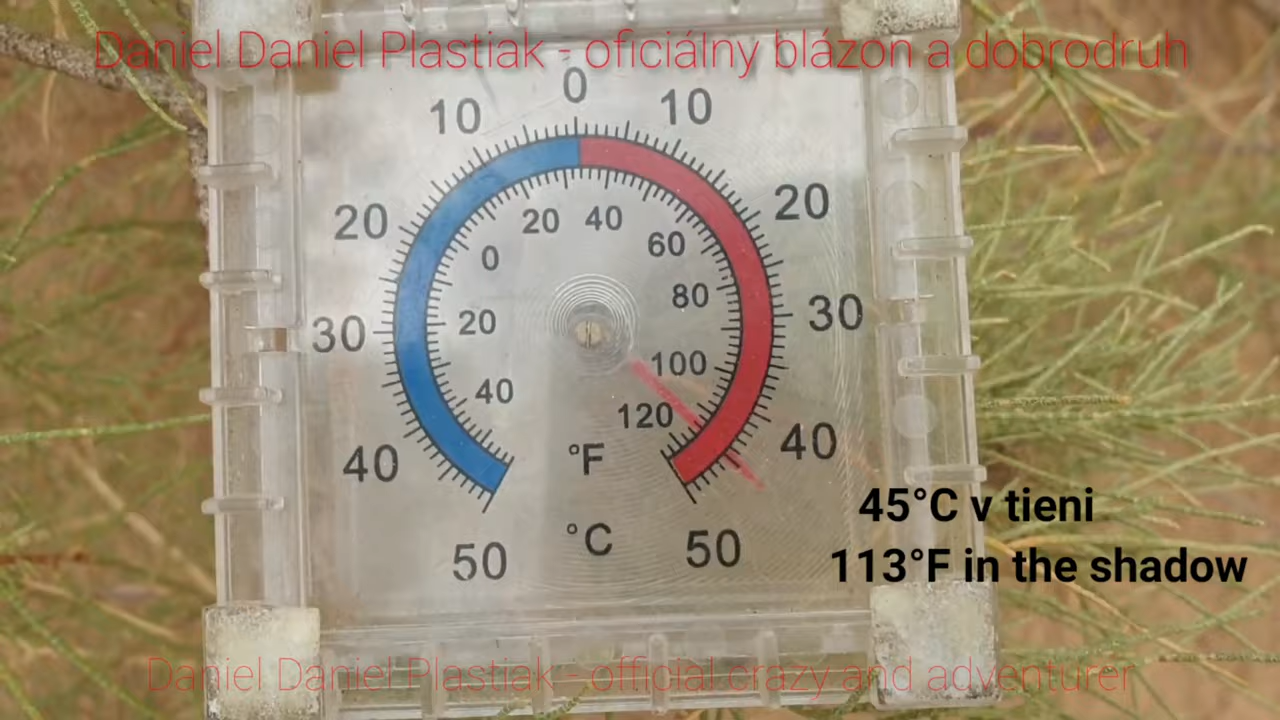 Daniel Daniel Plastiak - oficiálny blázon a dobrodruh
0
10 10
20 20
20 40
0 60
30 20 80 30
40 100
120
40 °F 40
45°C v tieni
°C
50 50
113°F in the shadow
Daniel Daniel Plastiak - official crazy and adventurer